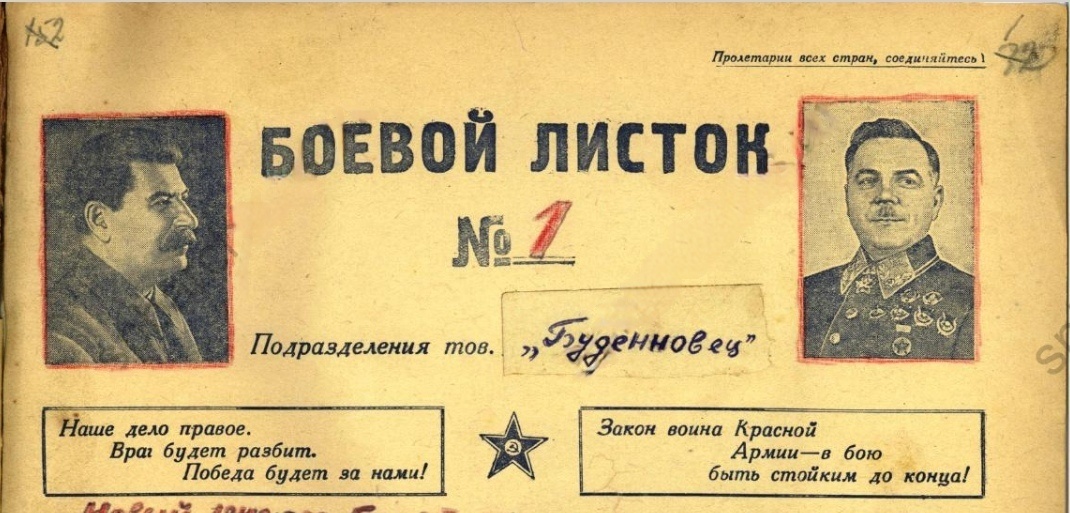 152
Пролетарии всех стран, соединяйтесь!
БОЕВОЙ ЛИСТОК
№ 1
Подразделения тов. „Буденновец"
Наше дело правое.
Враг будет разбит.
Победа будет за нами!
Закон воина Красной
Армии—в бою
быть стойким до конца!